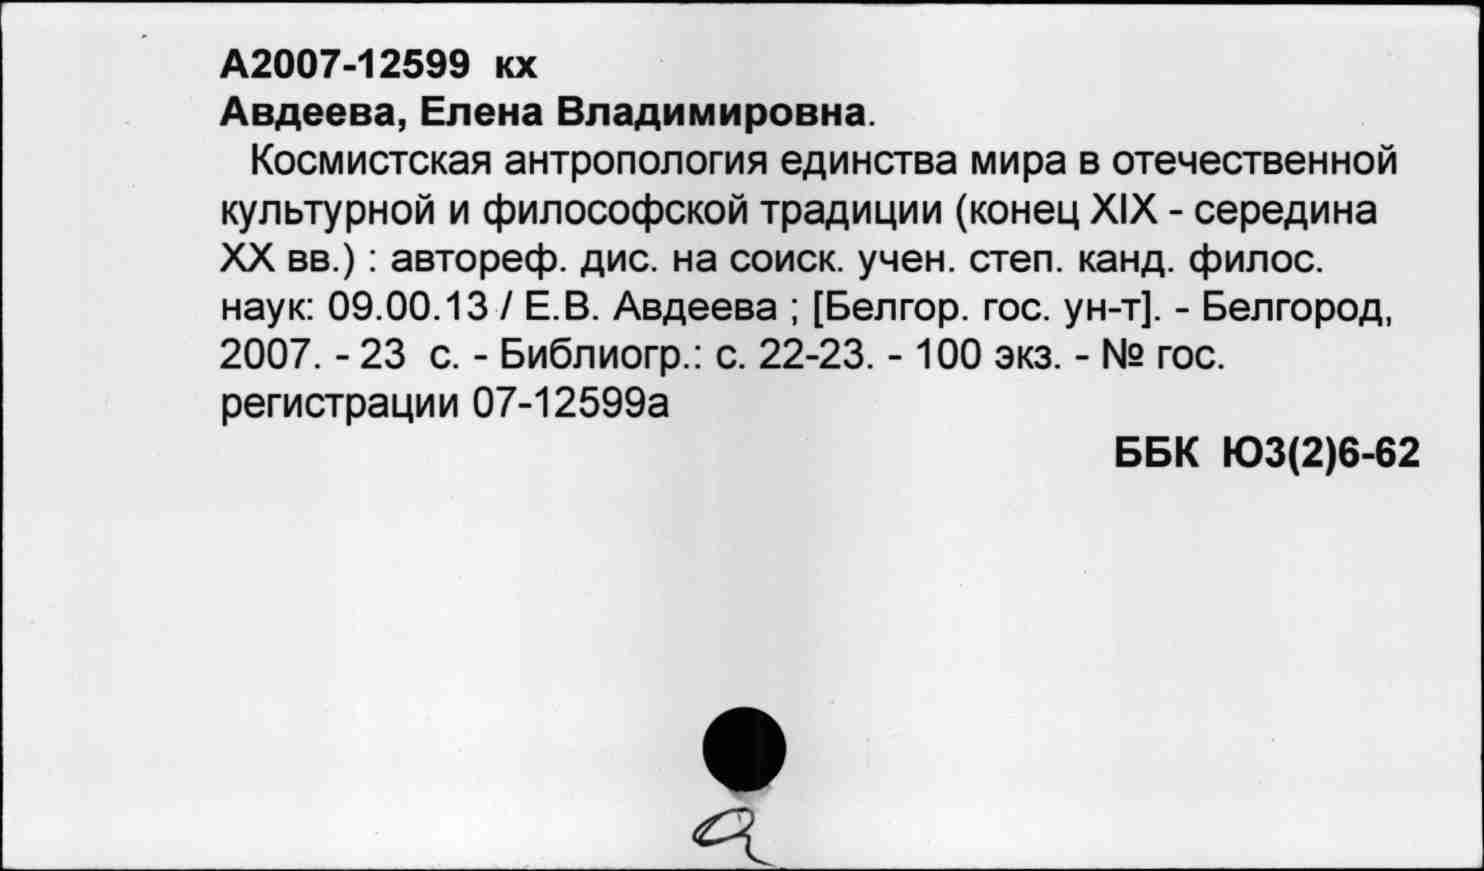 А2007-12599 кх
Авдеева, Елена Владимировна.
Космистская антропология единства мира в отечественной
культурной и философской традиции (конец XIX - середина
XX вв.) : автореф. дис. на соиск. учен. степ. канд. филос.
наук: 09.00.13 / Е.В. Авдеева ; [Белгор. гос. ун-т]. - Белгород,
2007. - 23 с. - Библиогр.: с. 22-23. - 100 экз. - № гос.
регистрации 07-12599а
ББК Ю3(2)6-62
а